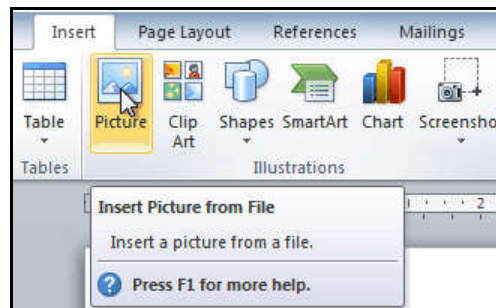 Insert Page Layout References Mailings
Table Picture Clip Art Shapes SmartArt Chart Screensho
Tables Illustrations
2
Insert Picture from File
Insert a picture from a file.
Press F1 for more help.